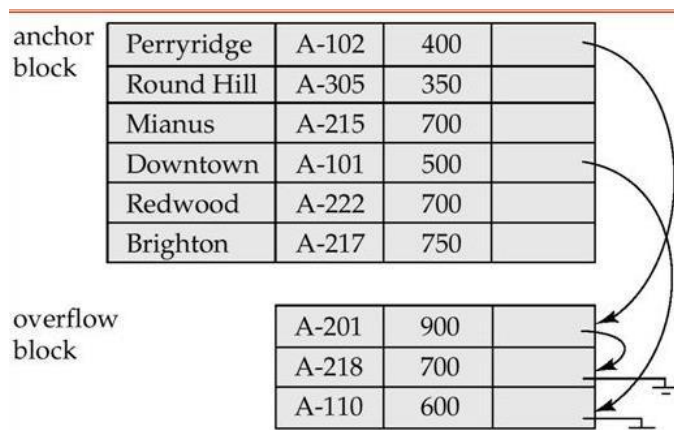 anchor block
Perryridge A-102 400
Round Hill A-305 350
Mianus A-215 700
Downtown A-101 500
Redwood A-222 700
Brighton A-217 750
overflow block
A-201 900
A-218 700
A-110 600